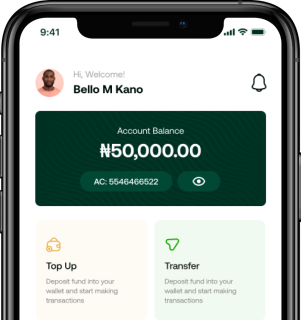 9:41
Hi, Welcome!
Bello M Kano
Account Balance
₦50,000.00
AC: 5546466522
Top Up
Transfer
Deposit fund into your
wallet and start making
transactions
Deposit fund into your
wallet and start making
transactions